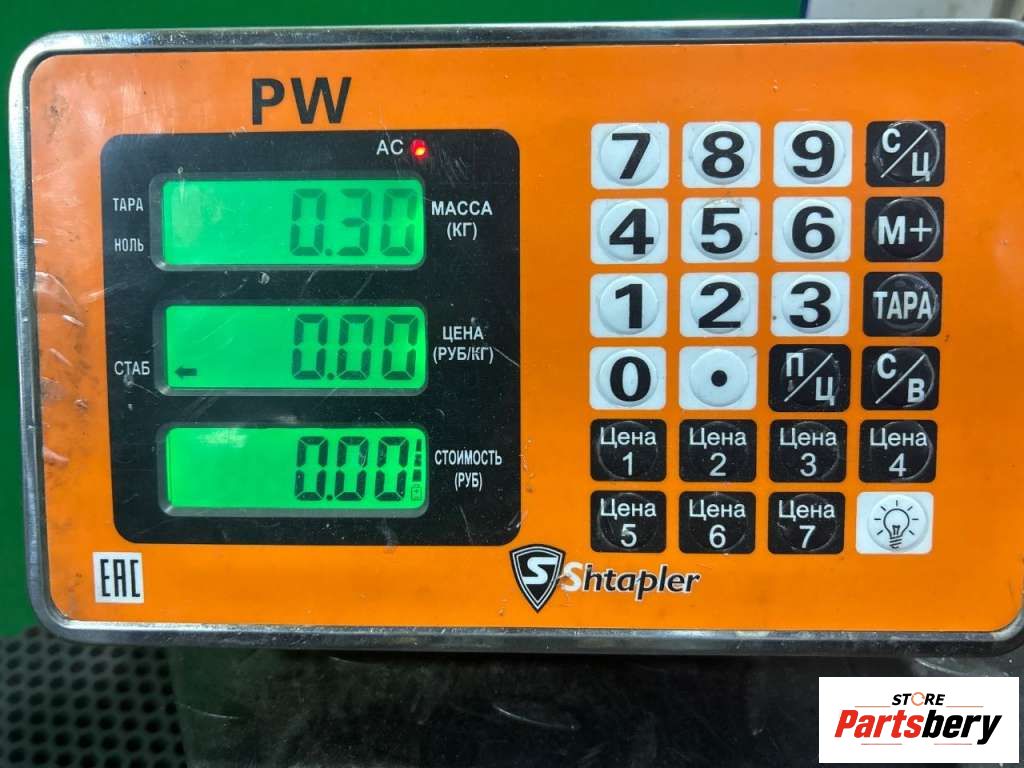 PW
AC
ТАРА
НОЛЬ
0.30
МАССА
(КГ)
СТАБ
0.00
ЦЕНА
(РУБ/КГ)
0.00
СТОИМОСТЬ
(РУБ)
7 8 9 С/Ц
4 5 6 М+
1 2 3 ТАРА
0 . П/Ц С/В
Цена 1 Цена 2 Цена 3 Цена 4
Цена 5 Цена 6 Цена 7
EAC
S Shtapler
STORE
Partsbery